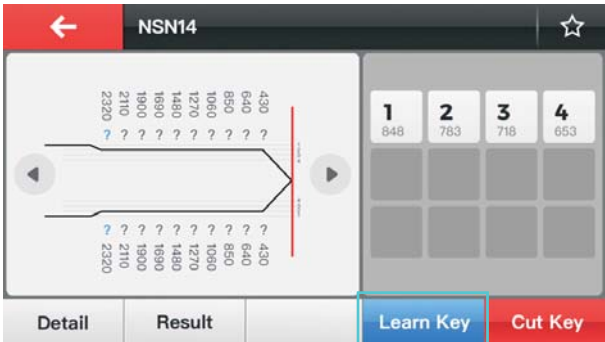 NSN14
2320 2110 1900 1690 1480 1270 1060 850 640 430
? ? ? ? ? ? ? ? ? ?
? ? ? ? ? ? ? ? ? ?
2320 2110 1900 1690 1480 1270 1060 850 640 430
1 2 3 4
848 783 718 653
Detail Result Learn Key Cut Key